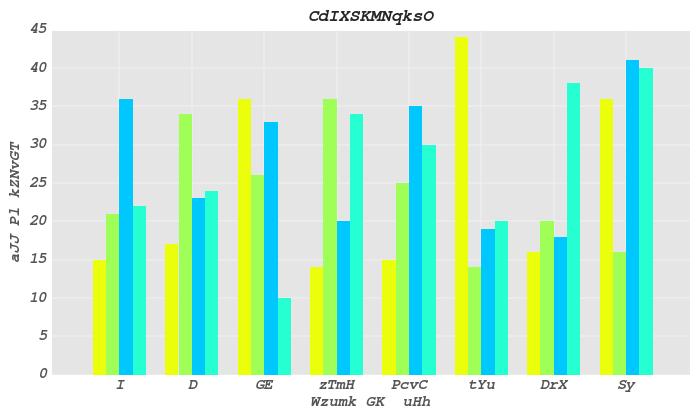 CdIXSKMNqksO
45
40
35
30
25
20
15
10
5
0
aJJ Pl kZNvGT
I D GE zTmH PcvC tYu DrX Sy
Wzumk GK  uHh